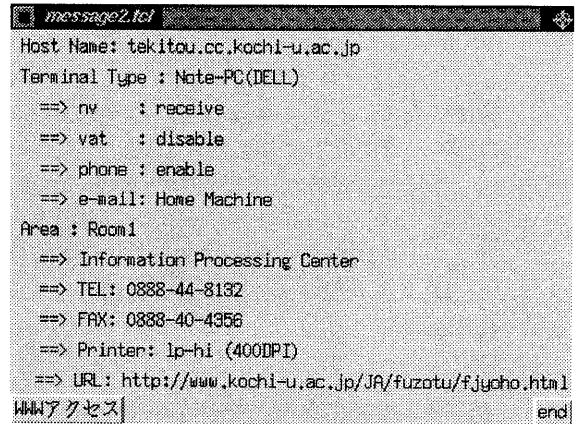 message2.tcl
Host Name: tekitou.cc.kochi-u.ac.jp
Terminal Type : Note-PC(DELL)
==> nv : receive
==> vat : disable
==> phone : enable
==> e-mail: Home Machine
Area : Room1
==> Information Processing Center
==> TEL: 0888-44-8132
==> FAX: 0888-40-4356
==> Printer: lp-hi (400DPI)
==> URL: http://www.kochi-u.ac.jp/JA/fuzotu/fjyoho.html
WWWアクセス end